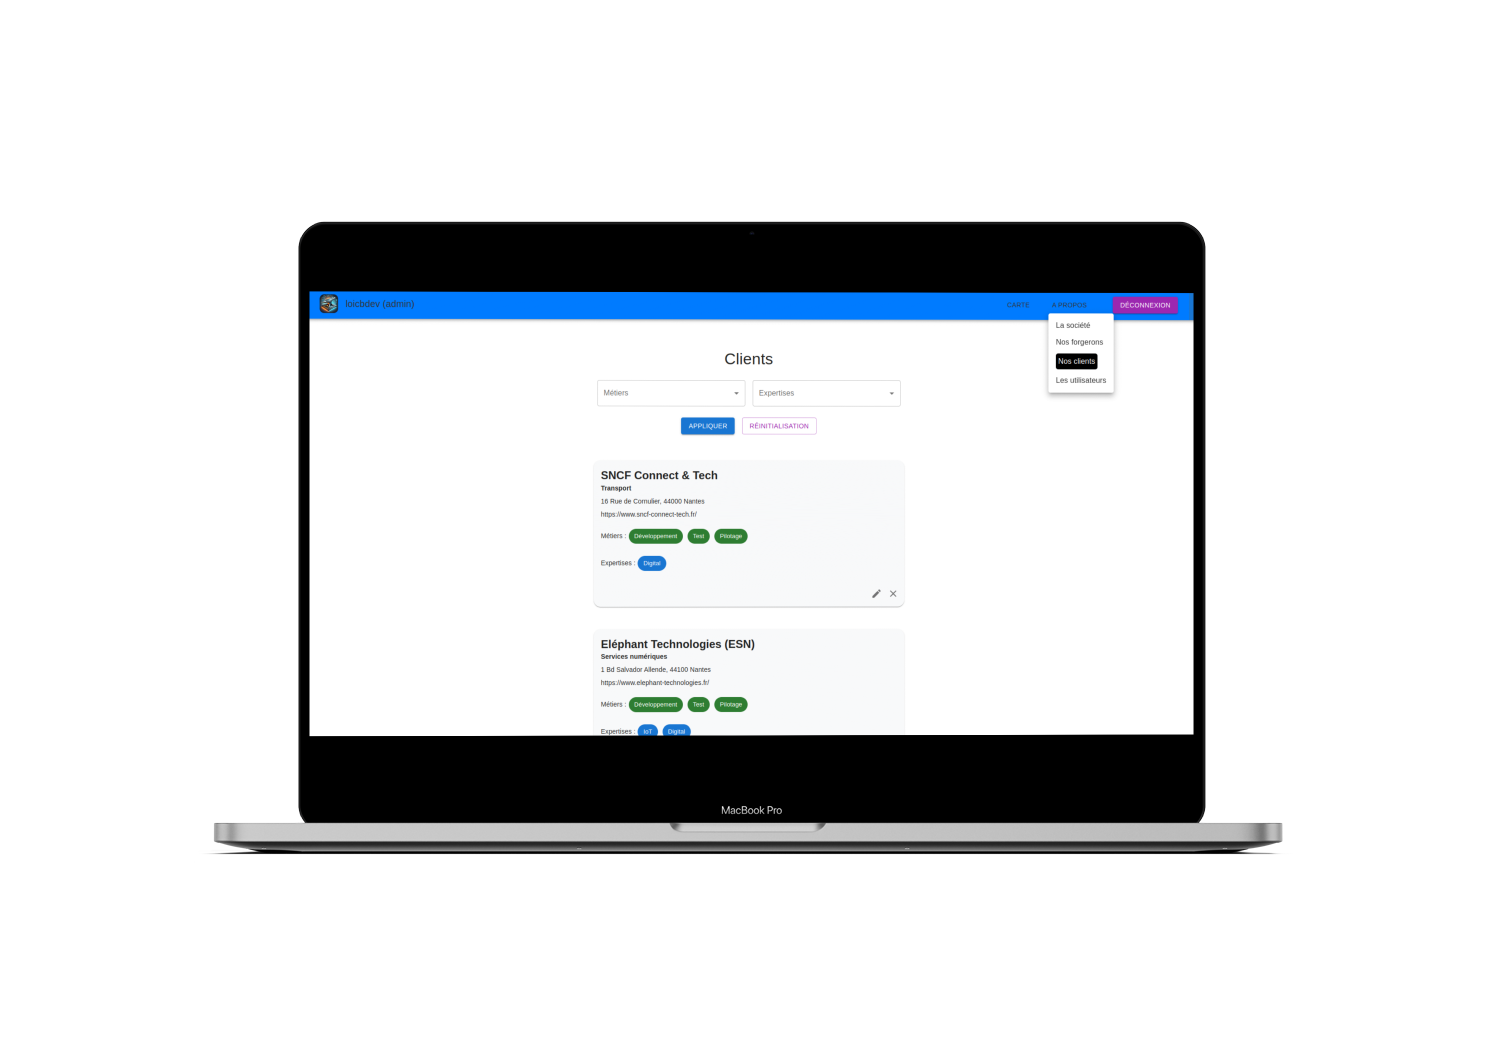 loicbdev (admin)
CARTE
A PROPOS
DÉCONNEXION
La société
Nos forgerons
Nos clients
Les utilisateurs
Clients
Métiers
Expertises
APPLIQUER
RÉINITIALISATION
SNCF Connect & Tech
Transport
16 Rue de Cornulier, 44000 Nantes
https://www.sncf-connect-tech.fr/
Métiers : Développement Test Pilotage
Expertises : Digital
Eléphant Technologies (ESN)
Services numériques
1 Bd Salvador Allende, 44100 Nantes
https://www.elephant-technologies.fr/
Métiers : Développement Test Pilotage
Expertises : IoT Digital
MacBook Pro